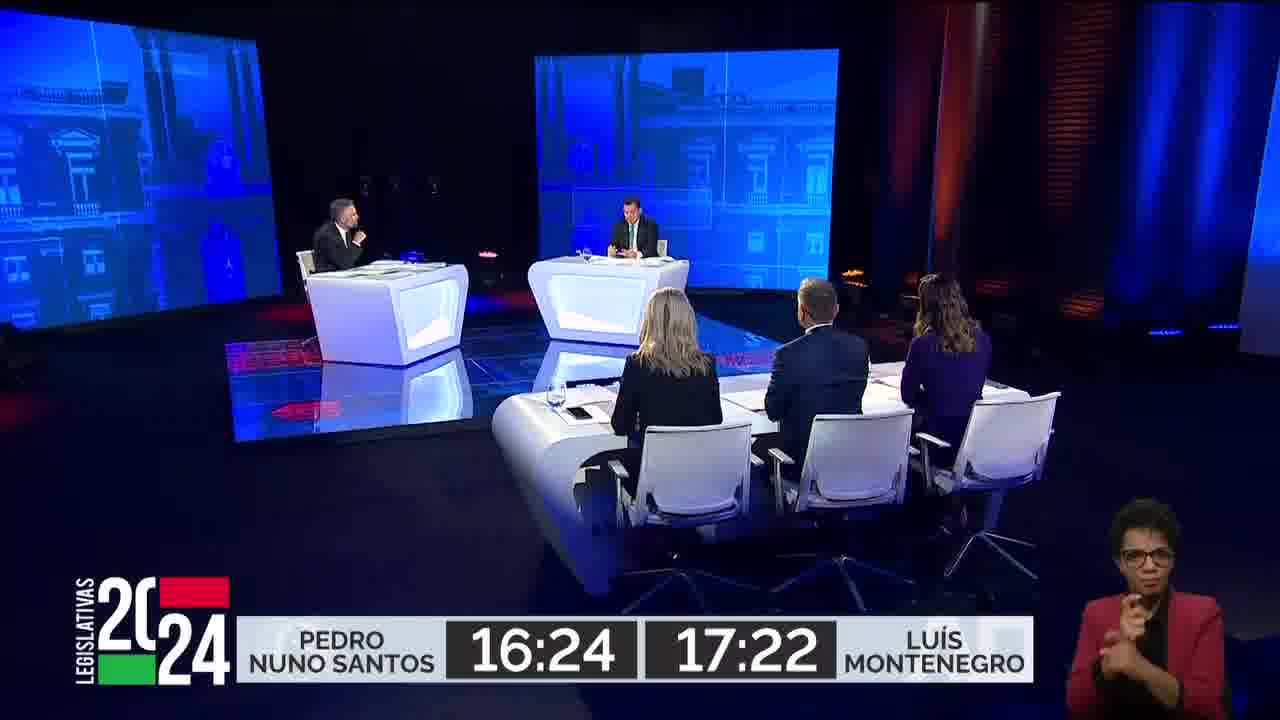 LEGISLATIVAS
2024
PEDRO
NUNO SANTOS
16:24
17:22
LUÍS
MONTENEGRO